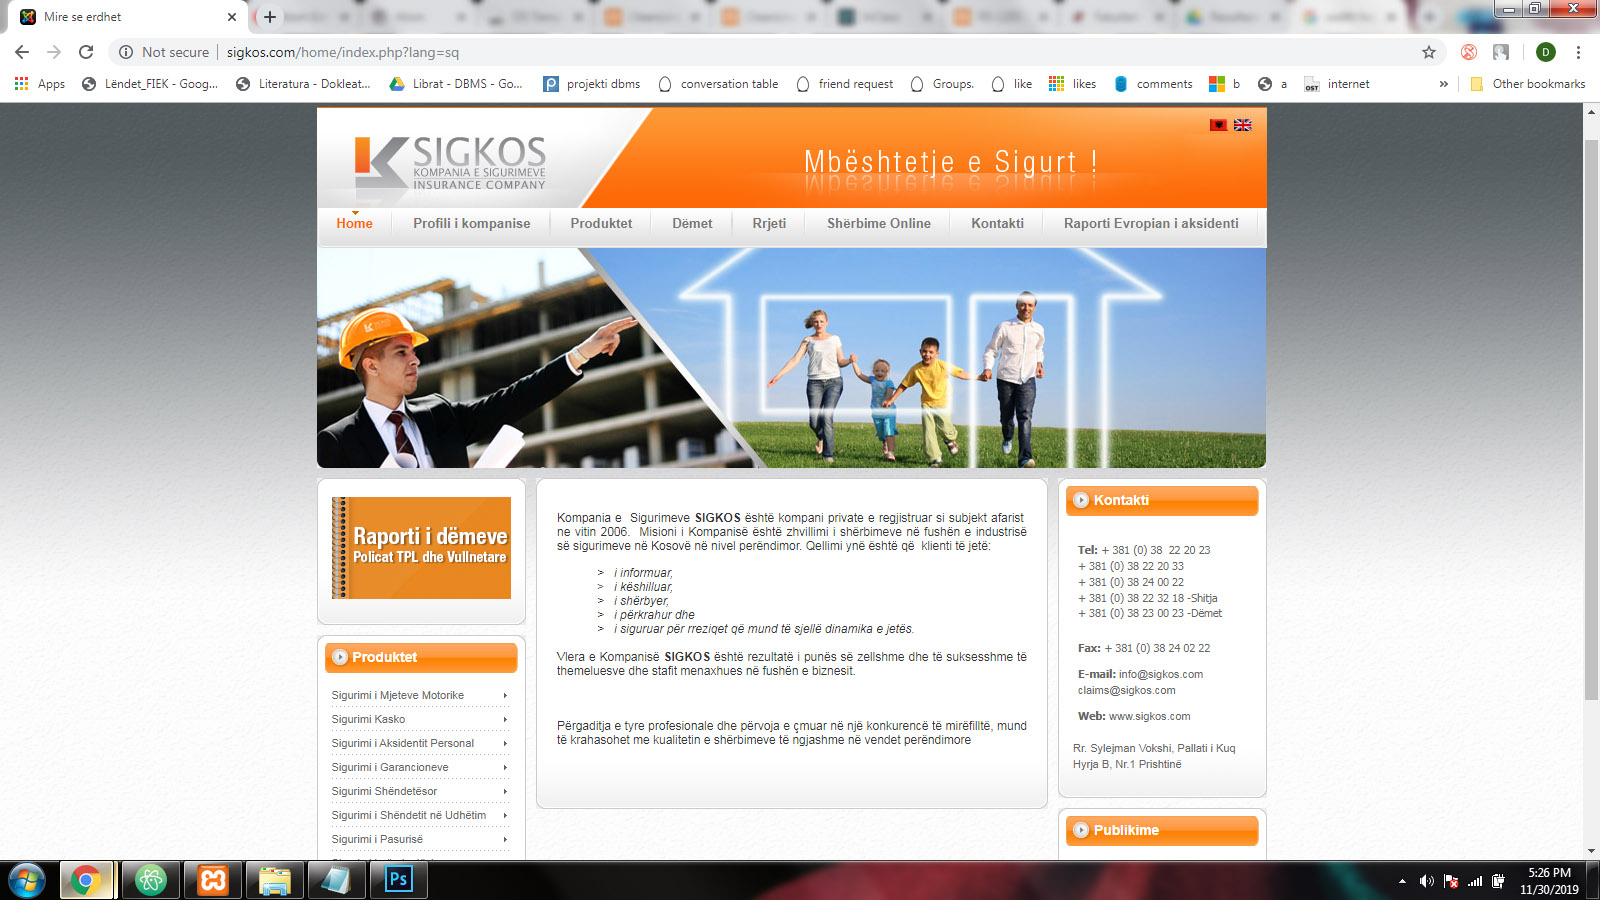 Mire se erdhet
Not secure
sigkos.com/home/index.php?lang=sq
D
Apps
Lëndet_FIEK - Goog...
Literatura - Dokleat...
Librat - DBMS - Go...
projekti dbms
conversation table
friend request
Groups.
like
likes
comments
b
a
internet
»
Other bookmarks
SIGKOS
KOMPANIA E SIGURIMEVE
INSURANCE COMPANY
Mbështetje e Sigurt !
Home
Profili i kompanise
Produktet
Dëmet
Rrjeti
Shërbime Online
Kontakti
Raporti Evropian i aksidenti
Raporti i dëmeve
Policat TPL dhe Vullnetare
Produktet
Sigurimi i Mjeteve Motorike
Sigurimi Kasko
Sigurimi i Aksidentit Personal
Sigurimi i Garancioneve
Sigurimi Shëndetësor
Sigurimi i Shëndetit në Udhëtim
Sigurimi i Pasurisë
Kompania e  Sigurimeve SIGKOS është kompani private e regjistruar si subjekt afarist
ne vitin 2006.  Misioni i Kompanisë është zhvillimi i shërbimeve në fushën e industrisë
së sigurimeve në Kosovë në nivel perëndimor. Qellimi ynë është që  klienti të jetë:
> i informuar,
> i këshilluar,
> i shërbyer,
> i përkrahur dhe
> i siguruar për rreziqet që mund të sjellë dinamika e jetës.
Vlera e Kompanisë SIGKOS është rezultatë i punës së zellshme dhe të suksesshme të
themeluesve dhe stafit menaxhues në fushën e biznesit.
Përgaditja e tyre profesionale dhe përvoja e çmuar në një konkurencë të mirëfilltë, mund
të krahasohet me kualitetin e shërbimeve të ngjashme në vendet perëndimore
Kontakti
Tel: + 381 (0) 38  22 20 23
+ 381 (0) 38 22 20 33
+ 381 (0) 38 24 00 22
+ 381 (0) 38 22 32 18 -Shitja
+ 381 (0) 38 23 00 23 -Dëmet
Fax: + 381 (0) 38 24 02 22
E-mail: info@sigkos.com
claims@sigkos.com
Web: www.sigkos.com
Rr. Sylejman Vokshi, Pallati i Kuq
Hyrja B, Nr.1 Prishtinë
Publikime
Ps
5:26 PM
11/30/2019